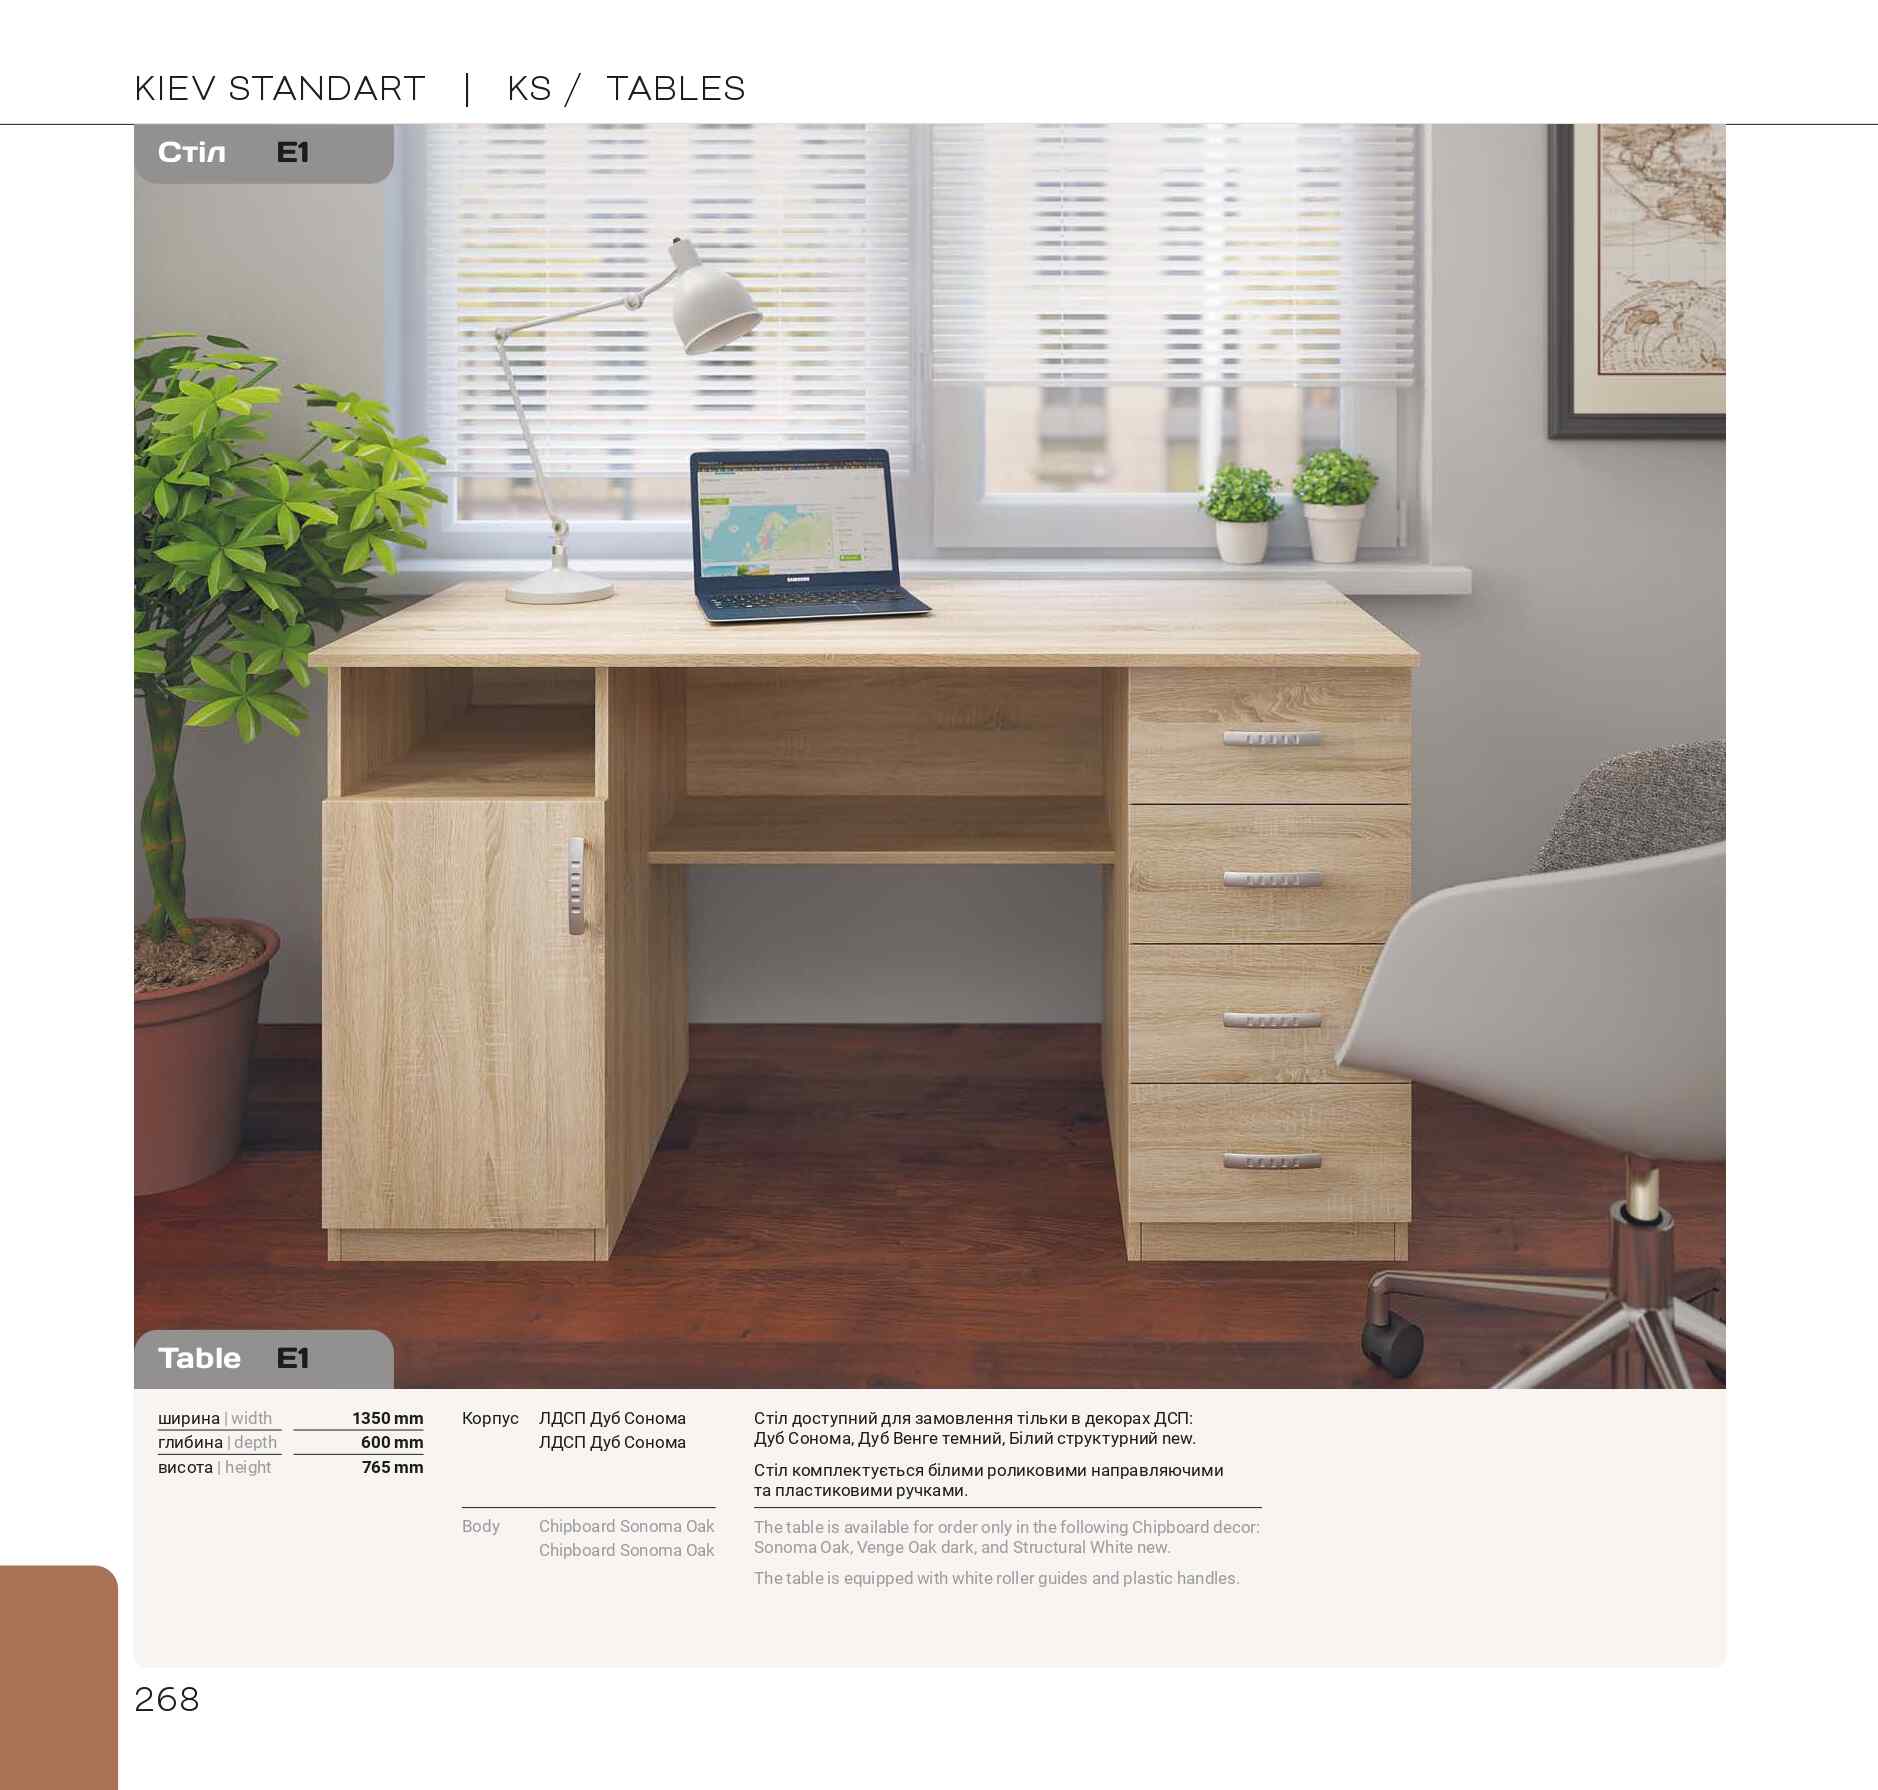 KIEV STANDART | KS / TABLES
Стіл E1
SAMSUNG
Table E1
ширина | width 1350 mm
глибина | depth 600 mm
висота | height 765 mm
Корпус ЛДСП Дуб Сонома
ЛДСП Дуб Сонома
Body Chipboard Sonoma Oak
Chipboard Sonoma Oak
Стіл доступний для замовлення тільки в декорах ДСП:
Дуб Сонома, Дуб Венге темний, Білий структурний new.
Стіл комплектується білими роликовими направляючими
та пластиковими ручками.
The table is available for order only in the following Chipboard decor:
Sonoma Oak, Venge Oak dark, and Structural White new.
The table is equipped with white roller guides and plastic handles.
268